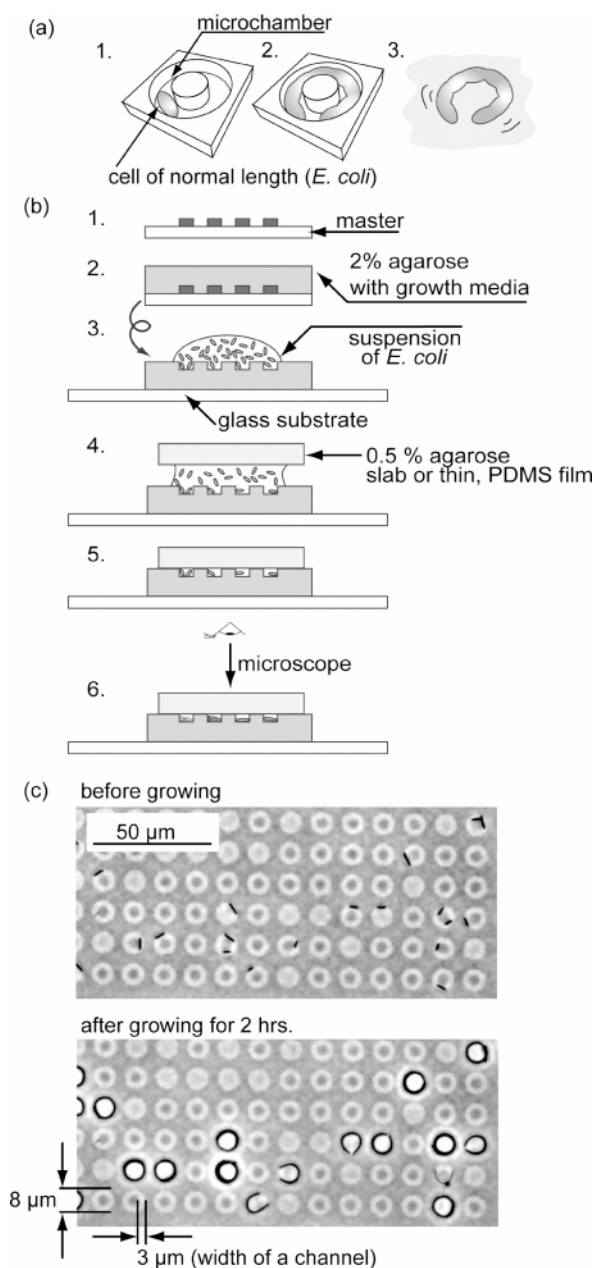 (a)
microchamber
1.
2.
3.
cell of normal length (E. coli)
(b)
1.
master
2.
2% agarose
with growth media
3.
suspension
of E. coli
glass substrate
4.
0.5 % agarose
slab or thin, PDMS film
5.
microscope
6.
(c)
before growing
50 µm
after growing for 2 hrs.
8 µm
3 µm (width of a channel)